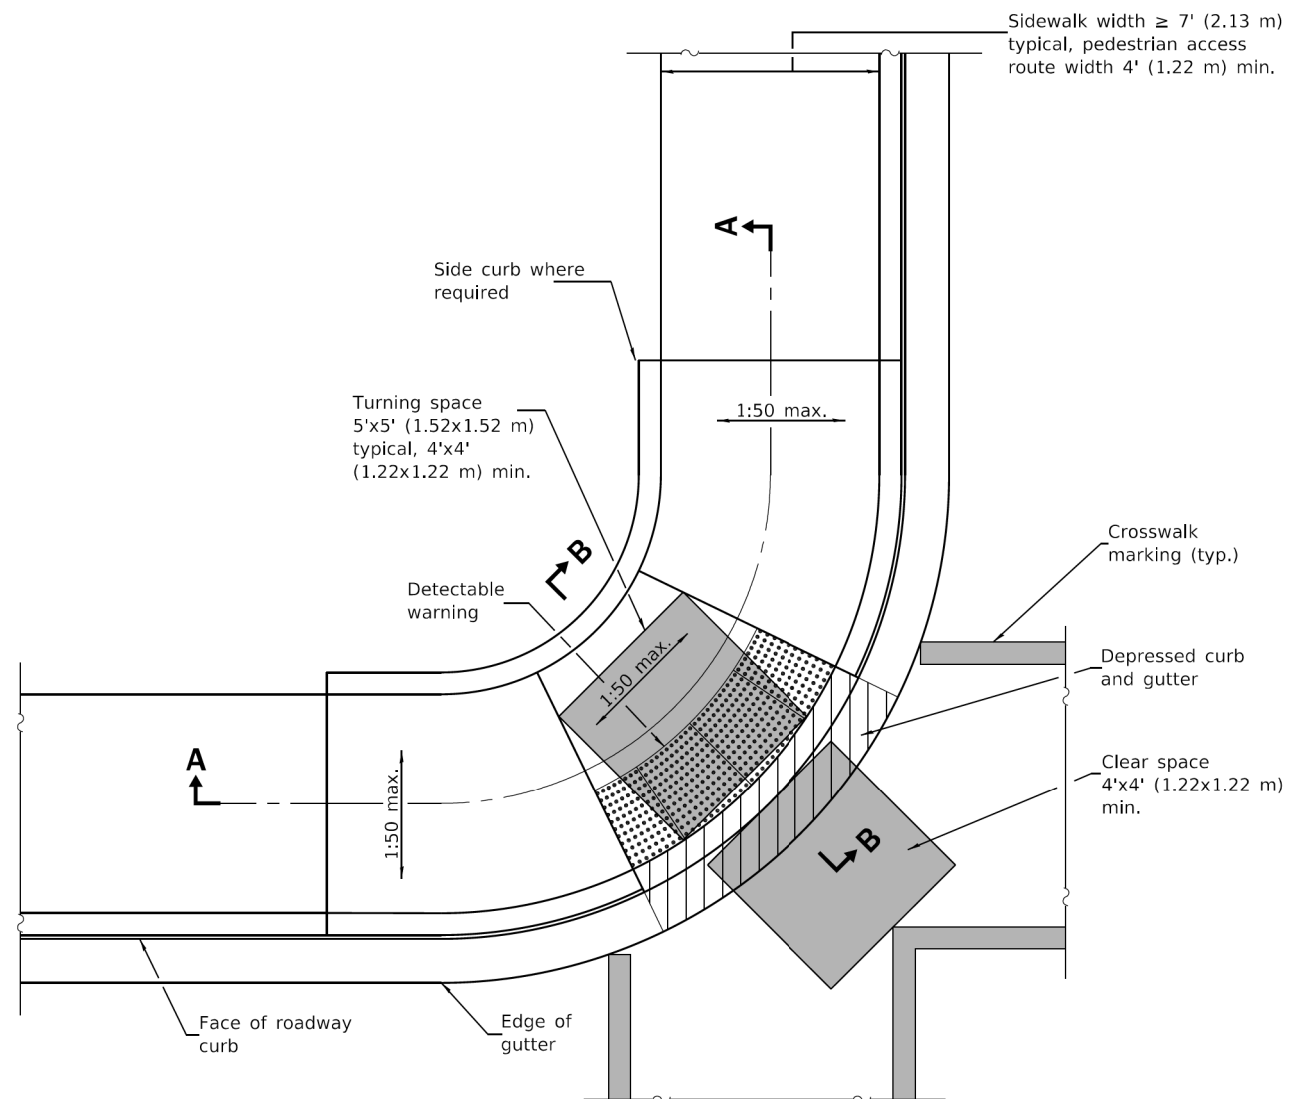 Sidewalk width ≥ 7' (2.13 m)
typical, pedestrian access
route width 4' (1.22 m) min.
A
Side curb where
required
Turning space
5'x5' (1.52x1.52 m)
typical, 4'x4'
(1.22x1.22 m) min.
1:50 max.
B
Crosswalk
marking (typ.)
Detectable
warning
1:50 max.
Depressed curb
and gutter
A
1:50 max.
Clear space
4'x4' (1.22x1.22 m)
min.
B
Face of roadway
curb
Edge of
gutter